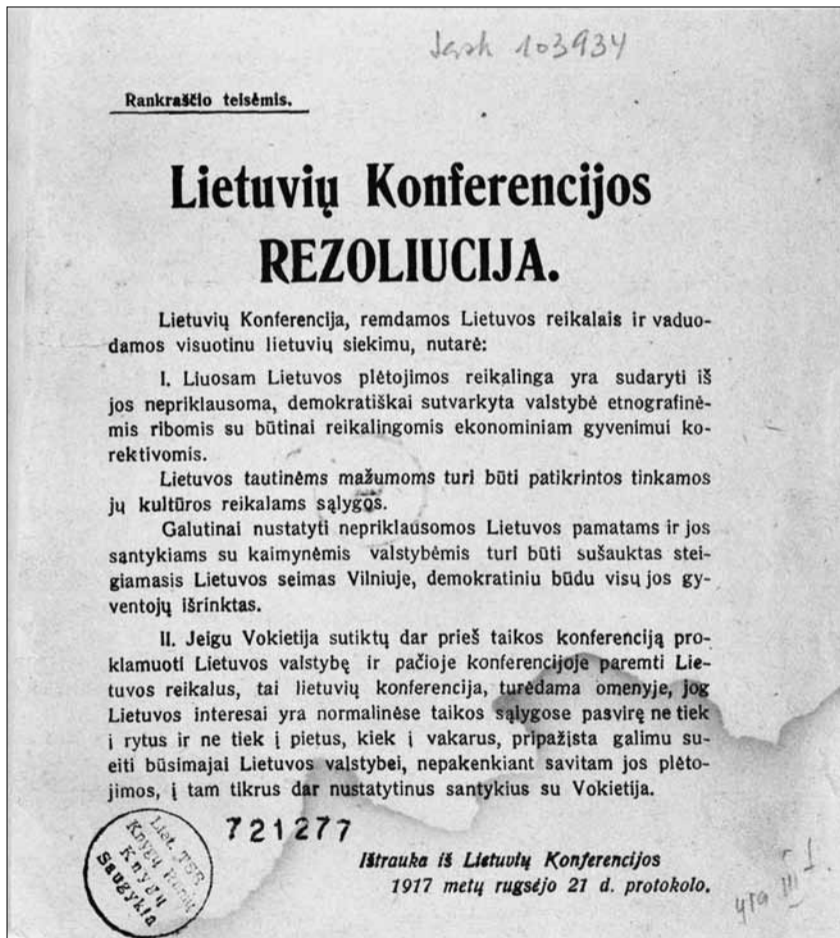 103934
Rankraščio teisėmis.
Lietuvių Konferencijos
REZOLIUCIJA.
Lietuvių Konferencija, remdamos Lietuvos reikalais ir vaduo-
damos visuotinu lietuvių siekimu, nutarė:
I. Liuosam Lietuvos plėtojimos reikalinga yra sudaryti iš
jos nepriklausoma, demokratiškai sutvarkyta valstybė etnografinė-
mis ribomis su būtinai reikalingomis ekonominiam gyvenimui ko-
rektivomis.
Lietuvos tautinėms mažumoms turi būti patikrintos tinkamos
jų kultūros reikalams sąlygos.
Galutinai nustatyti nepriklausomos Lietuvos pamatams ir jos
santykiams su kaimynėmis valstybėmis turi būti sušauktas stei-
giamasis Lietuvos seimas Vilniuje, demokratiniu būdu visų jos gy-
ventojų išrinktas.
II. Jeigu Vokietija sutiktų dar prieš taikos konferenciją pro-
klamuoti Lietuvos valstybę ir pačioje konferencijoje paremti Lie-
tuvos reikalus, tai lietuvių konferencija, turėdama omenyje, jog
Lietuvos interesai yra normalinėse taikos sąlygose pasvirę ne tiek
į rytus ir ne tiek į pietus, kiek į vakarus, pripažįsta galimu su-
eiti būsimajai Lietuvos valstybei, nepakenkiant savitam jos plėto-
jimos, į tam tikrus dar nustatytinus santykius su Vokietija.
721277
Liet. TSR
Knygų Rūmų
Knygų
Saugykla
Ištrauka iš Lietuvių Konferencijos
1917 metų rugsėjo 21 d. protokolo.
yra III